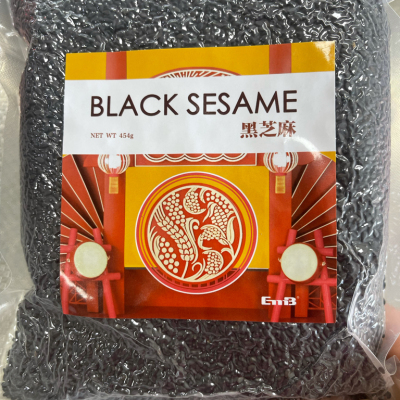 BLACK SESAME
NET WT 454g
黑芝麻
EmB